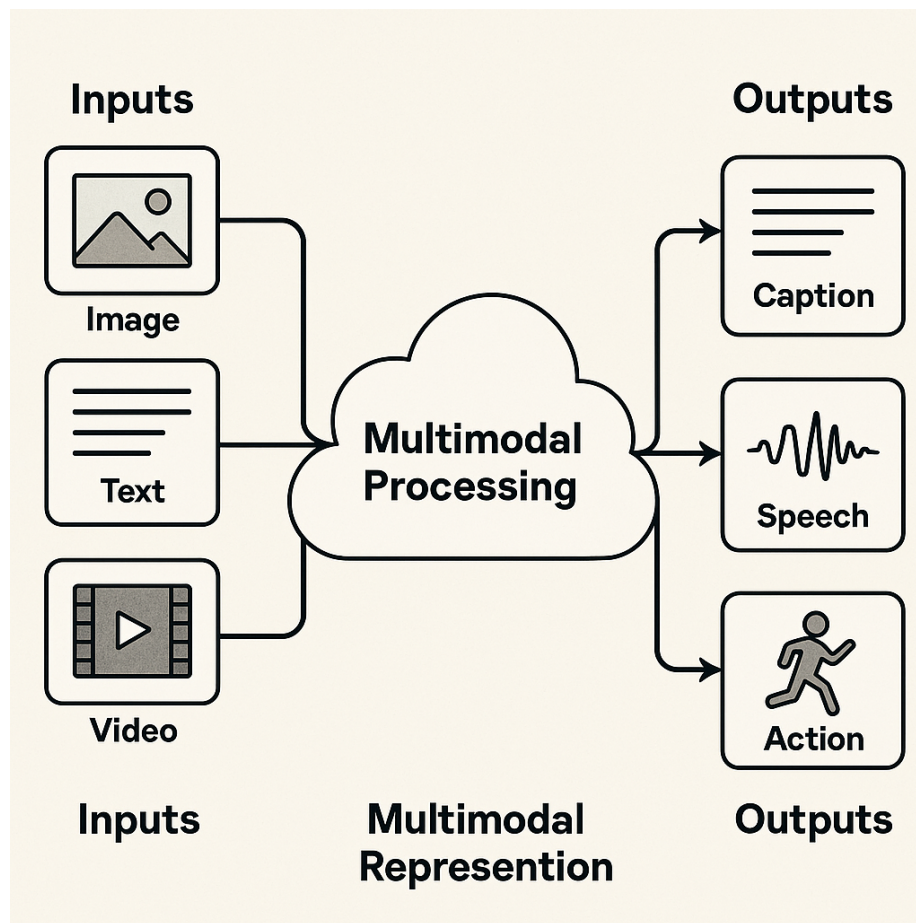 Inputs
Outputs
Image
Caption
Text
Multimodal
Processing
Speech
Video
Action
Inputs
Multimodal
Represention
Outputs